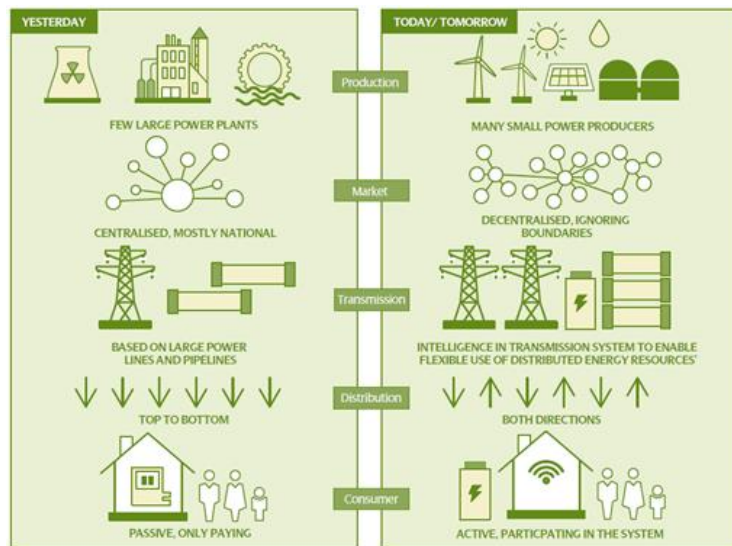 YESTERDAY
TODAY/ TOMORROW
Production
FEW LARGE POWER PLANTS
MANY SMALL POWER PRODUCERS
Market
CENTRALISED, MOSTLY NATIONAL
DECENTRALISED, IGNORING
BOUNDARIES
Transmission
BASED ON LARGE POWER
LINES AND PIPELINES
INTELLIGENCE IN TRANSMISSION SYSTEM TO ENABLE
FLEXIBLE USE OF DISTRIBUTED ENERGY RESOURCES'
Distribution
TOP TO BOTTOM
BOTH DIRECTIONS
Consumer
PASSIVE, ONLY PAYING
ACTIVE, PARTICPATING IN THE SYSTEM